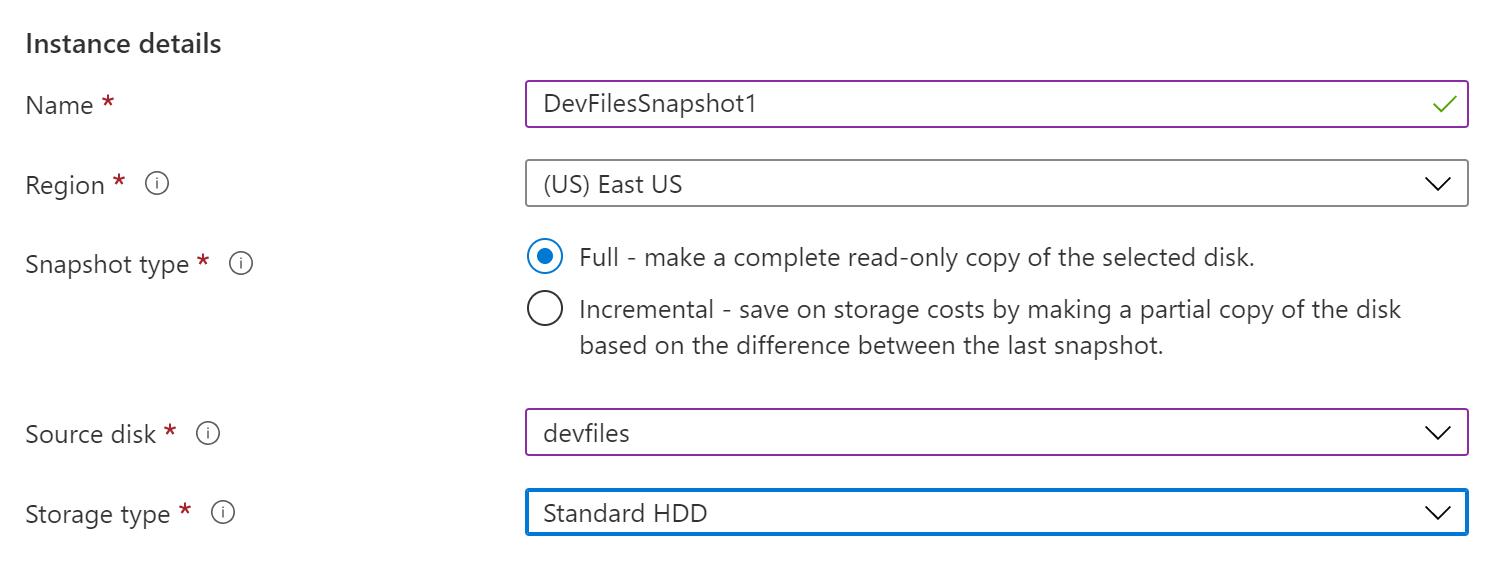 Instance details
Name *
DevFilesSnapshot1
Region *
(US) East US
Snapshot type *
Full - make a complete read-only copy of the selected disk.
Incremental - save on storage costs by making a partial copy of the disk
based on the difference between the last snapshot.
Source disk *
devfiles
Storage type *
Standard HDD